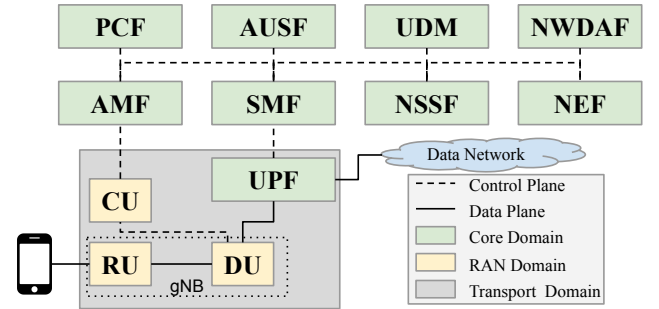 PCF AUSF UDM NWDAF
AMF SMF NSSF NEF
Data Network
UPF
CU
RU DU
gNB
Control Plane
Data Plane
Core Domain
RAN Domain
Transport Domain